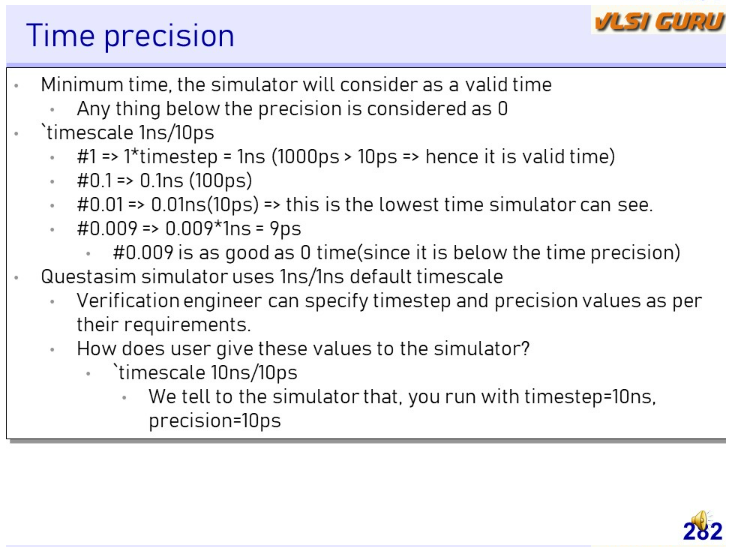 VLSI GURU
Time precision
• Minimum time, the simulator will consider as a valid time
• Any thing below the precision is considered as 0
• `timescale 1ns/10ps
• #1 => 1*timestep = 1ns (1000ps > 10ps => hence it is valid time)
• #0.1 => 0.1ns (100ps)
• #0.01 => 0.01ns(10ps) => this is the lowest time simulator can see.
• #0.009 => 0.009*1ns = 9ps
• #0.009 is as good as 0 time(since it is below the time precision)
• Questasim simulator uses 1ns/1ns default timescale
• Verification engineer can specify timestep and precision values as per
their requirements.
• How does user give these values to the simulator?
• `timescale 10ns/10ps
• We tell to the simulator that, you run with timestep=10ns,
precision=10ps
282